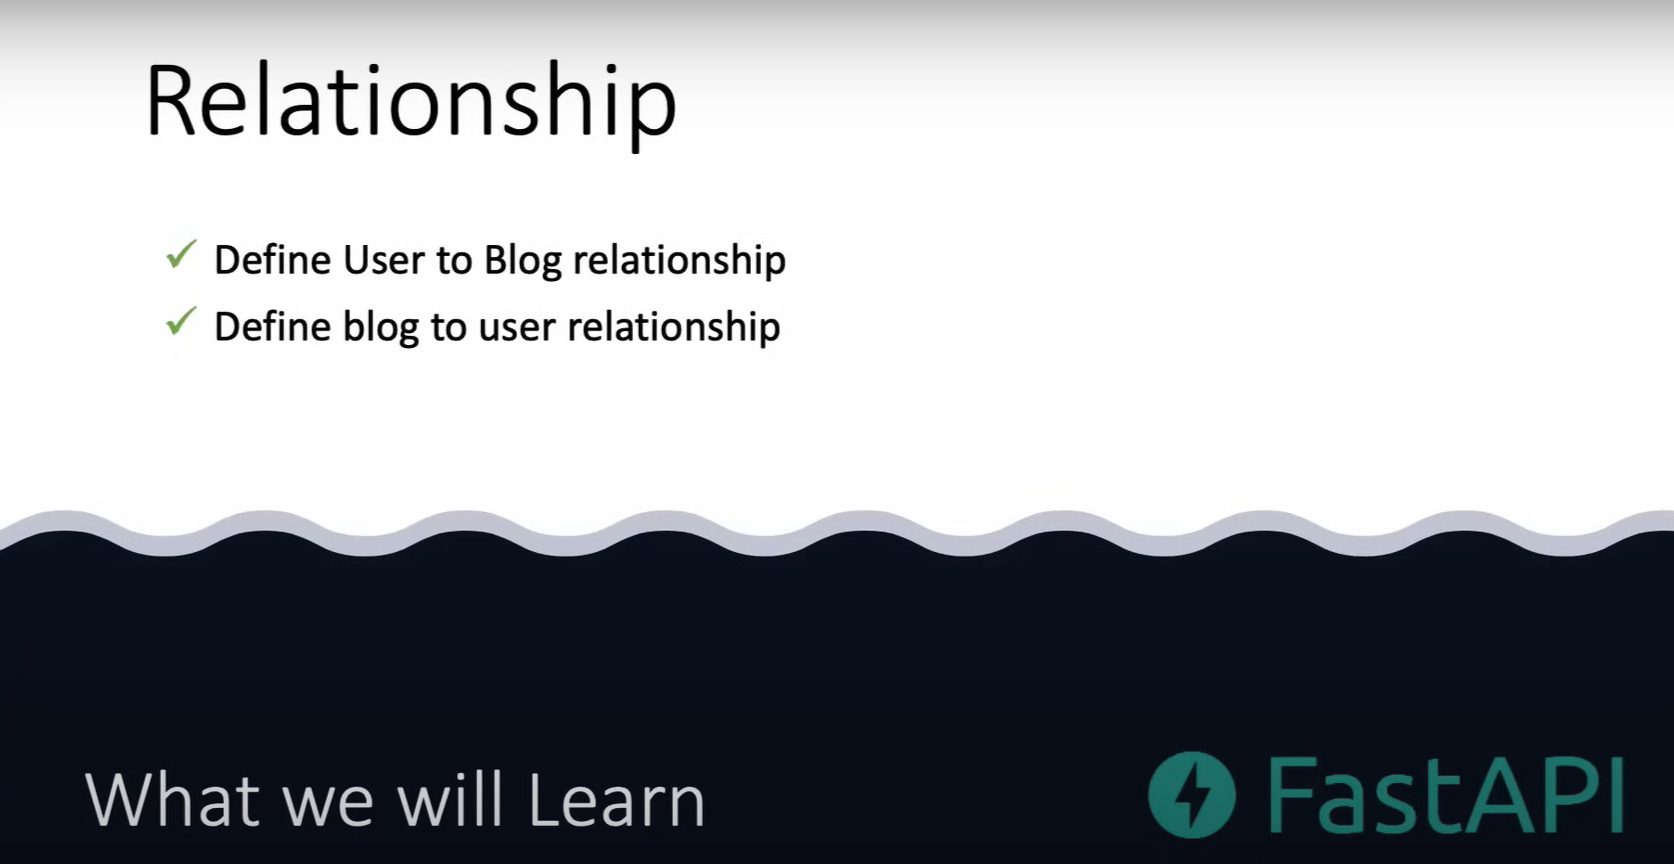 Relationship
Define User to Blog relationship
Define blog to user relationship
What we will Learn
FastAPI